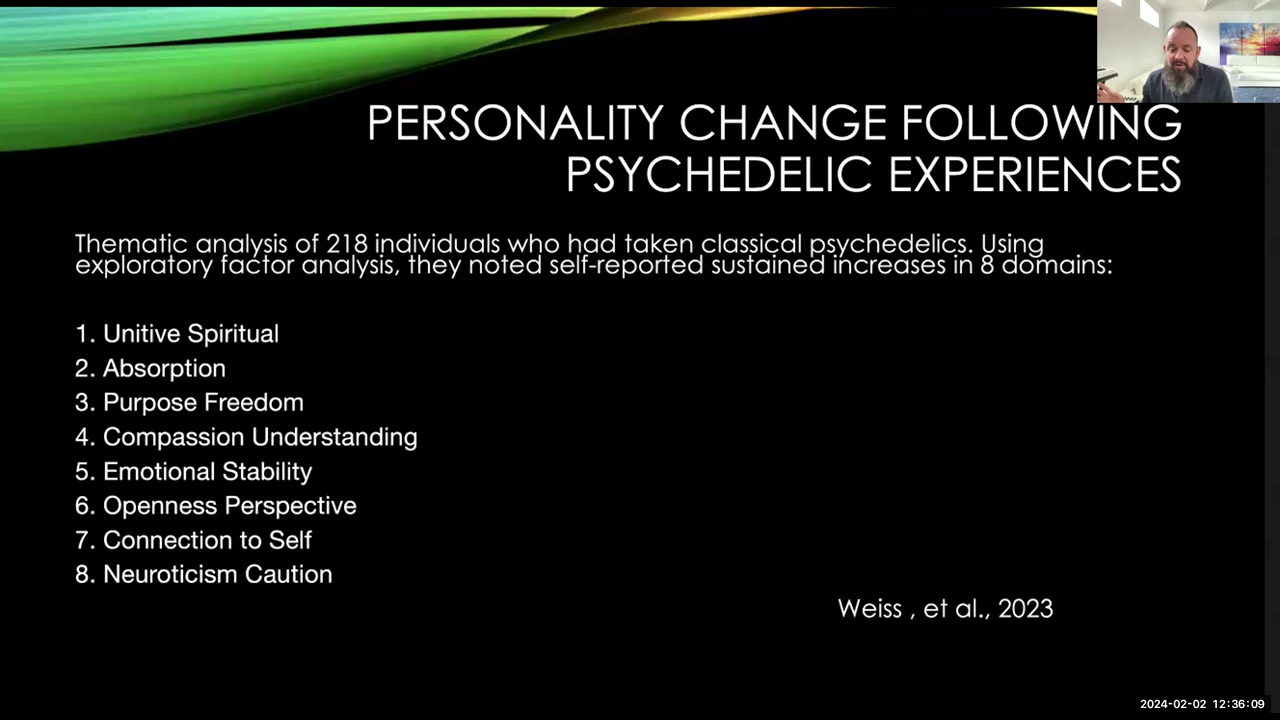 PERSONALITY CHANGE FOLLOWING
PSYCHEDELIC EXPERIENCES
Thematic analysis of 218 individuals who had taken classical psychedelics. Using
exploratory factor analysis, they noted self-reported sustained increases in 8 domains:
1. Unitive Spiritual
2. Absorption
3. Purpose Freedom
4. Compassion Understanding
5. Emotional Stability
6. Openness Perspective
7. Connection to Self
8. Neuroticism Caution
Weiss , et al., 2023
2024-02-02 12:36:09